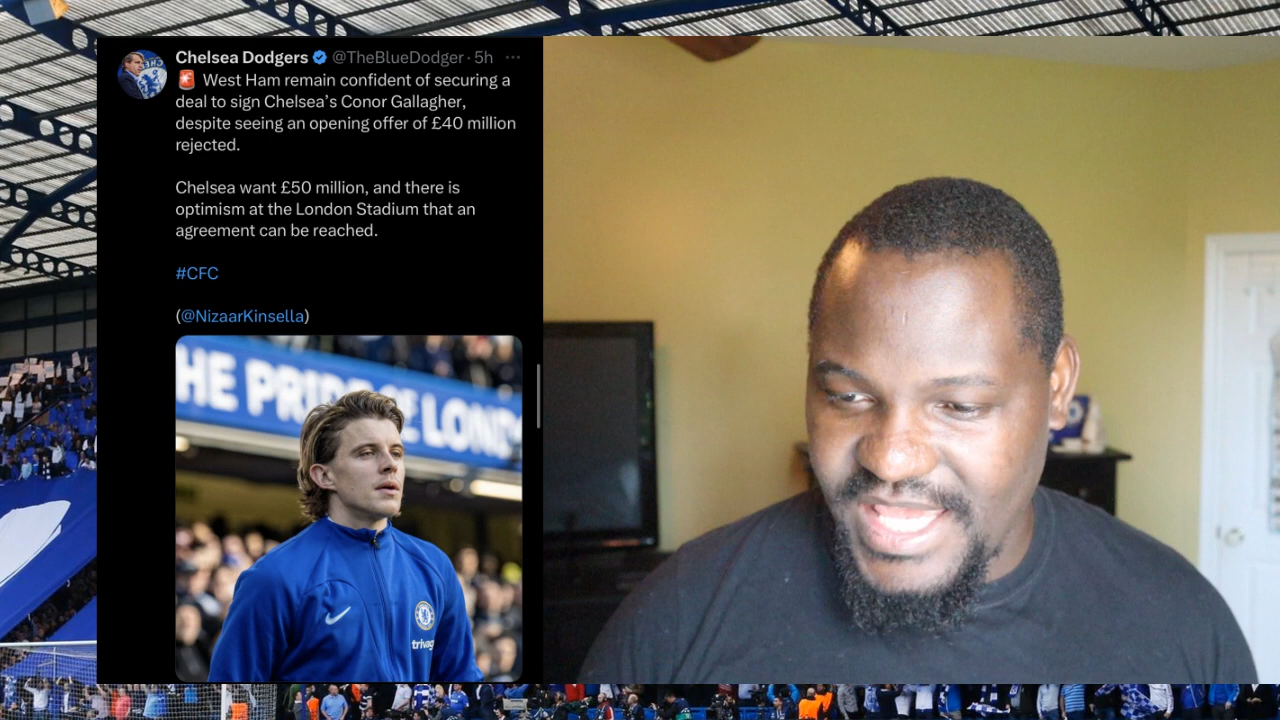 Chelsea Dodgers @TheBlueDodger · 5h ...
🚨 West Ham remain confident of securing a
deal to sign Chelsea’s Conor Gallagher,
despite seeing an opening offer of £40 million
rejected.
Chelsea want £50 million, and there is
optimism at the London Stadium that an
agreement can be reached.
#CFC
(@NizaarKinsella)
HE PRIDE OF LOND
trivag